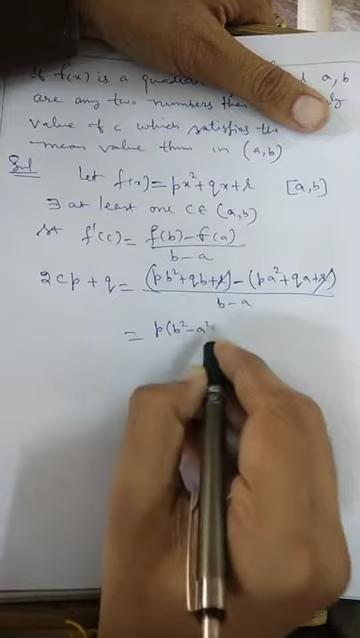 If f(x) is a a, b
are any two numbers then
value of c which satisfies the
mean value thm in (a,b)
Sol Let f(x) = px²+qx+r [a,b]
∃ at least one c∈(a,b)
st f'(c) = f(b)-f(a) / b-a
2cp+q = (pb²+qb+r) - (pa²+qa+r) / b-a
= p(b²-a²